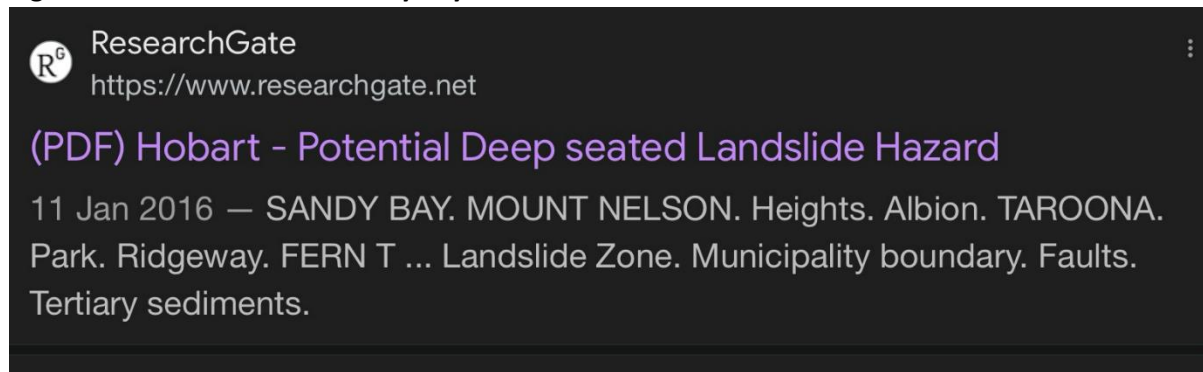 ResearchGate
https://www.researchgate.net
(PDF) Hobart - Potential Deep seated Landslide Hazard
11 Jan 2016 — SANDY BAY. MOUNT NELSON. Heights. Albion. TAROONA.
Park. Ridgeway. FERN T ... Landslide Zone. Municipality boundary. Faults.
Tertiary sediments.